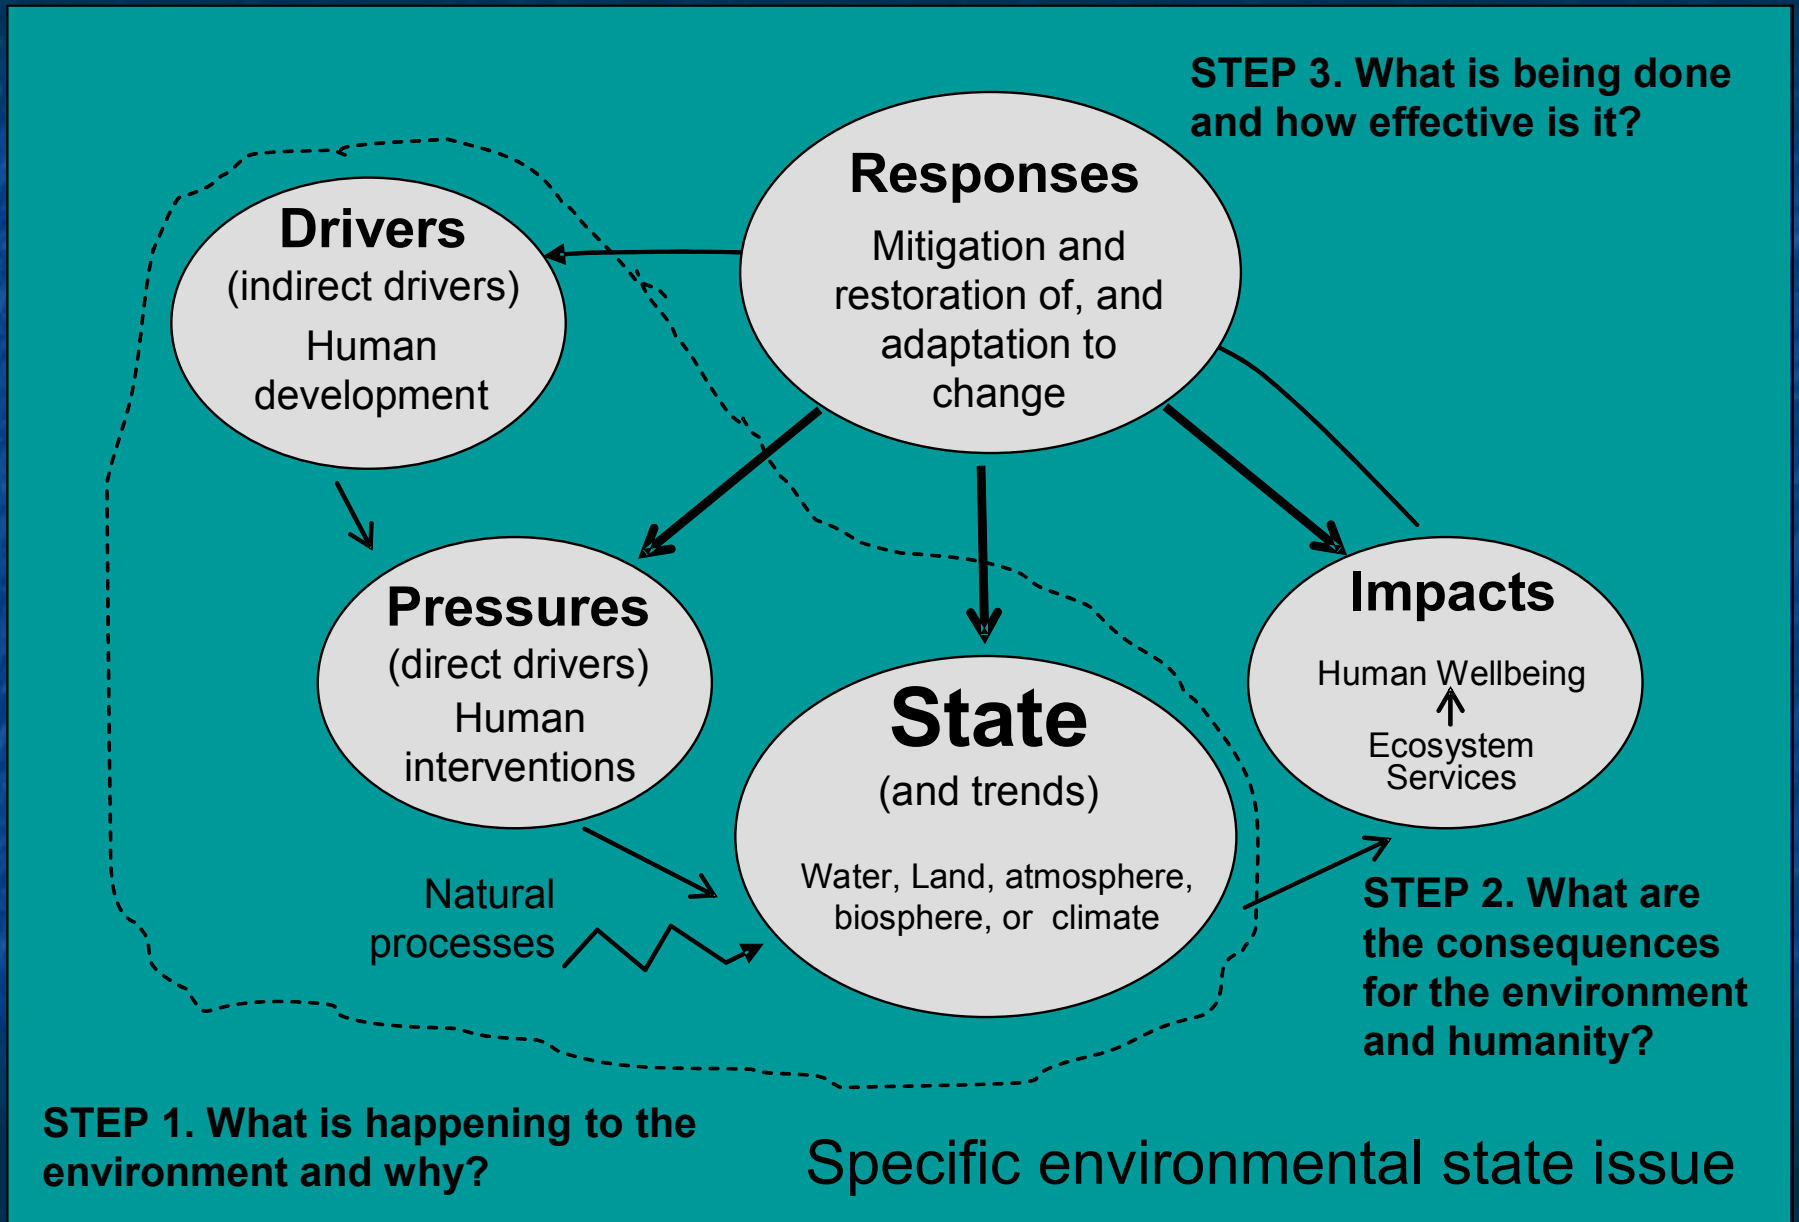 STEP 3. What is being done
and how effective is it?
Responses
Mitigation and
restoration of, and
adaptation to
change
Drivers
(indirect drivers)
Human
development
Pressures
(direct drivers)
Human
interventions
State
(and trends)
Water, Land, atmosphere,
biosphere, or climate
Impacts
Human Wellbeing
Ecosystem
Services
Natural
processes
STEP 2. What are
the consequences
for the environment
and humanity?
STEP 1. What is happening to the
environment and why?
Specific environmental state issue